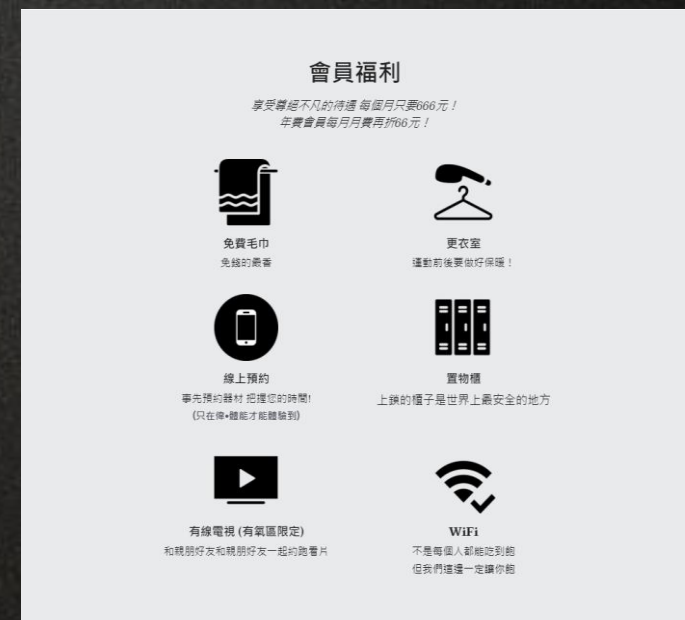 會員福利
享受尊絕不凡的待遇 每個月只要666元！
年費會員每月月費再折66元！
免費毛巾
免錢的最香
更衣室
運動前後要做好保暖！
線上預約
事先預約器材 把握您的時間!
(只在偉•體能才能體驗到)
置物櫃
上鎖的櫃子是世界上最安全的地方
有線電視 (有氧區限定)
和親朋好友和親朋好友一起約跑看片
WiFi
不是每個人都能吃到飽
但我們這邊一定讓你飽